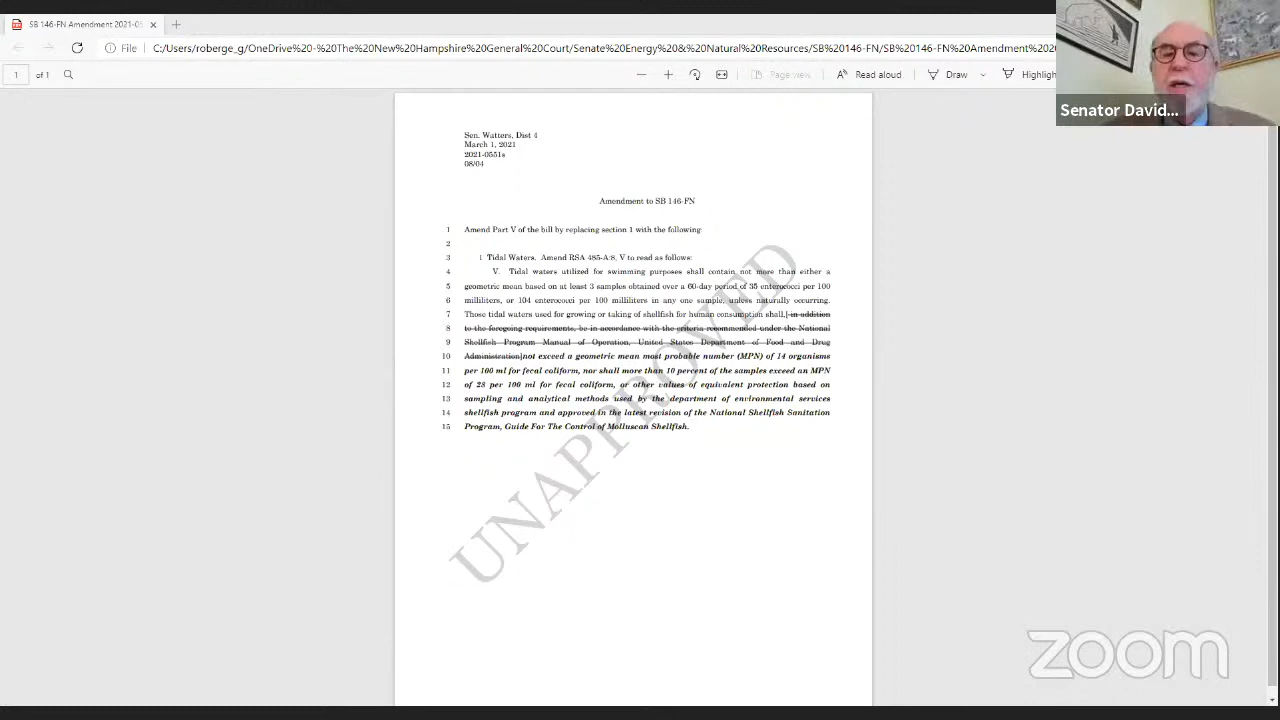 SB 146-FN Amendment 2021-05
File
C:/Users/roberge_g/OneDrive%20-%20The%20New%20Hampshire%20General%20Court/Senate%20Energy%20&%20Natural%20Resources/SB%20146-FN/SB%20146-FN%20Amendment%20
1 of 1
Page view
Read aloud
Draw
Highligh
Senator David...
Sen. Watters, Dist 4
March 1, 2021
2021-0551s
08/04
Amendment to SB 146-FN
1 Amend Part V of the bill by replacing section 1 with the following:
2
3 1 Tidal Waters. Amend RSA 485-A:8, V to read as follows:
4 V. Tidal waters utilized for swimming purposes shall contain not more than either a
5 geometric mean based on at least 3 samples obtained over a 60-day period of 35 enterococci per 100
6 milliliters, or 104 enterococci per 100 milliliters in any one sample, unless naturally occurring.
7 Those tidal waters used for growing or taking of shellfish for human consumption shall,[ in addition
8 to the foregoing requirements, be in accordance with the criteria recommended under the National
9 Shellfish Program Manual of Operation, United States Department of Food and Drug
10 Administration]not exceed a geometric mean most probable number (MPN) of 14 organisms
11 per 100 ml for fecal coliform, nor shall more than 10 percent of the samples exceed an MPN
12 of 28 per 100 ml for fecal coliform, or other values of equivalent protection based on
13 sampling and analytical methods used by the department of environmental services
14 shellfish program and approved in the latest revision of the National Shellfish Sanitation
15 Program, Guide For The Control of Molluscan Shellfish.
UNAPPROVED
zoom